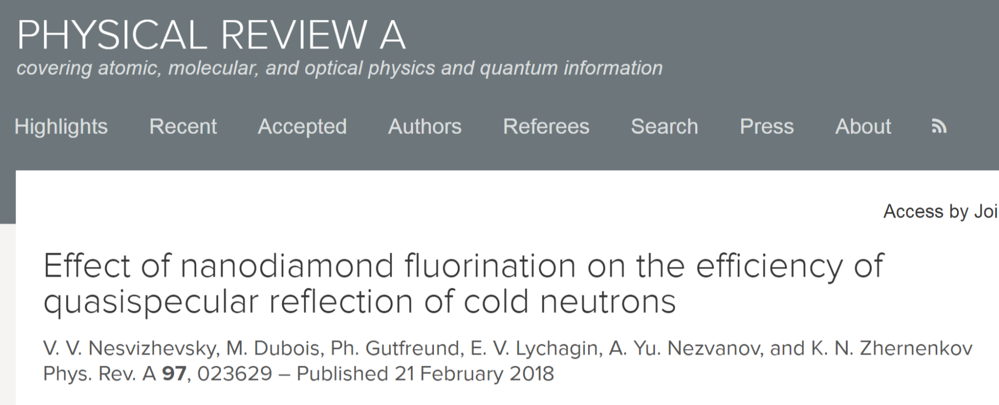 PHYSICAL REVIEW A
covering atomic, molecular, and optical physics and quantum information
Highlights Recent Accepted Authors Referees Search Press About
Access by Joi
Effect of nanodiamond fluorination on the efficiency of
quasispecular reflection of cold neutrons
V. V. Nesvizhevsky, M. Dubois, Ph. Gutfreund, E. V. Lychagin, A. Yu. Nezvanov, and K. N. Zhernenkov
Phys. Rev. A 97, 023629 – Published 21 February 2018